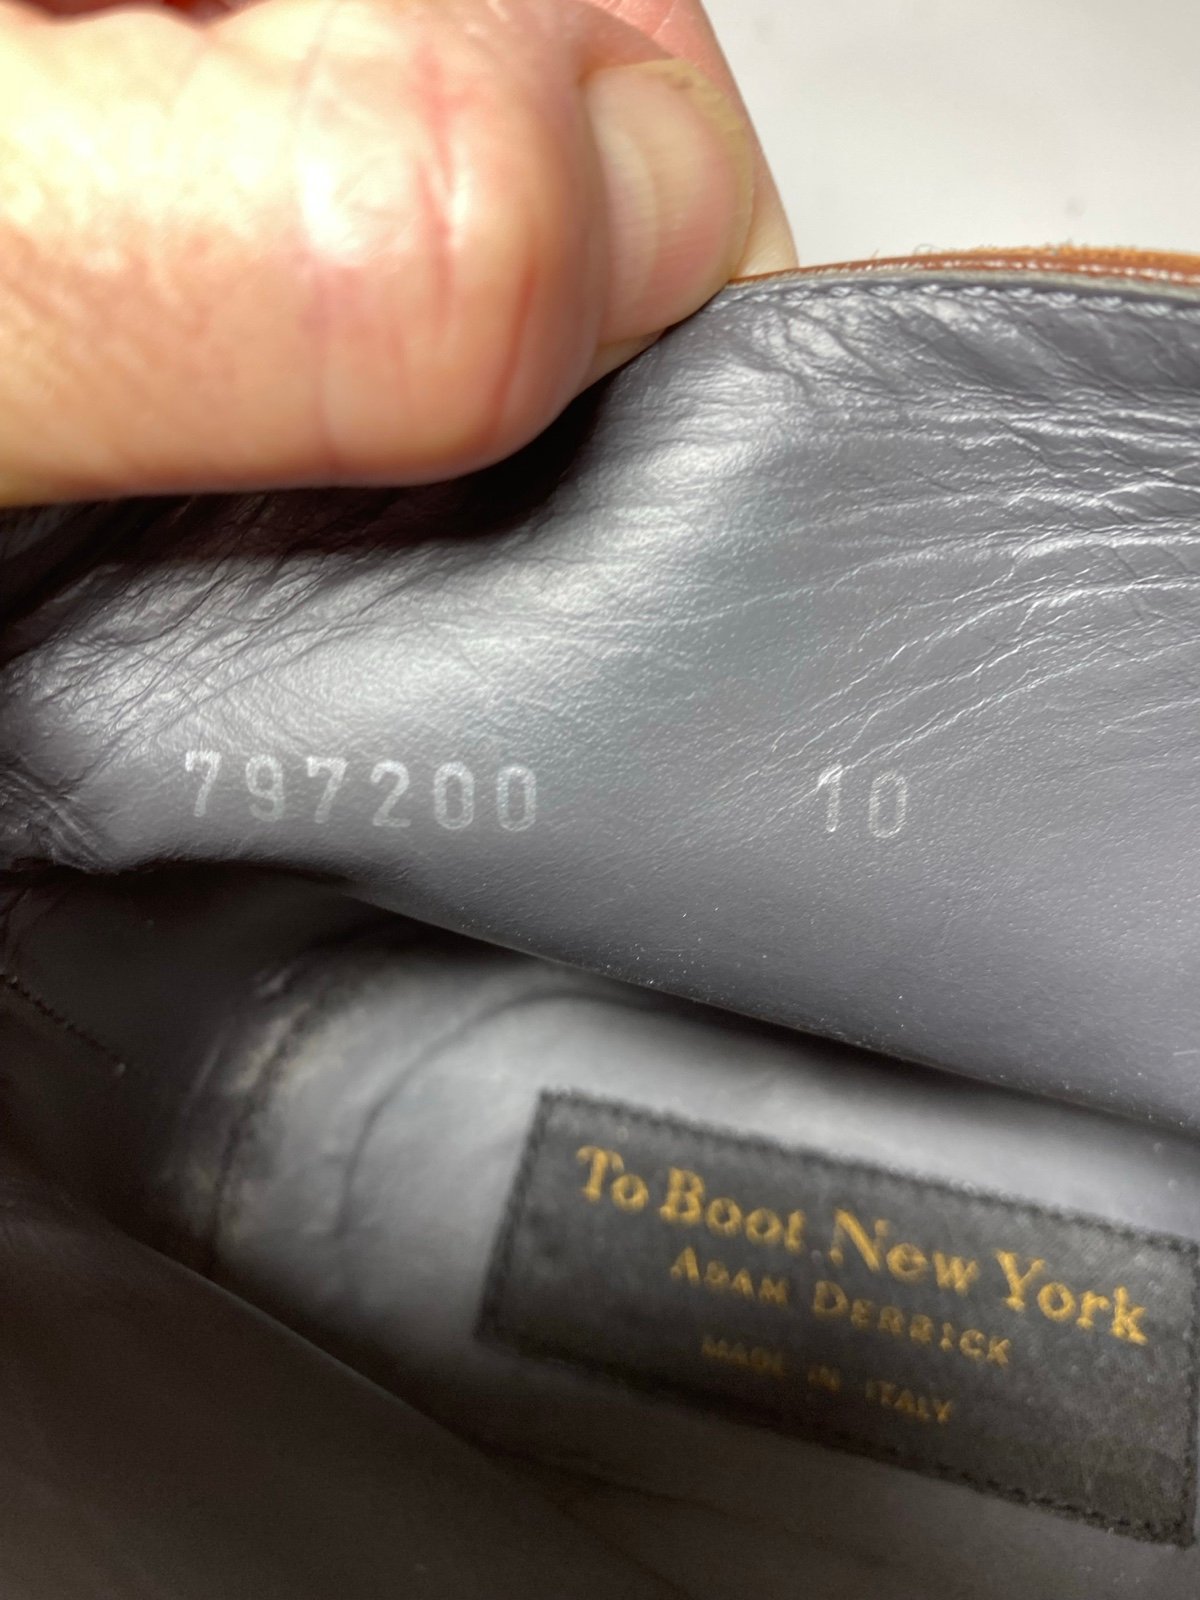 797200 10
To Boot New York
ADAM DERRICK
MADE IN ITALY